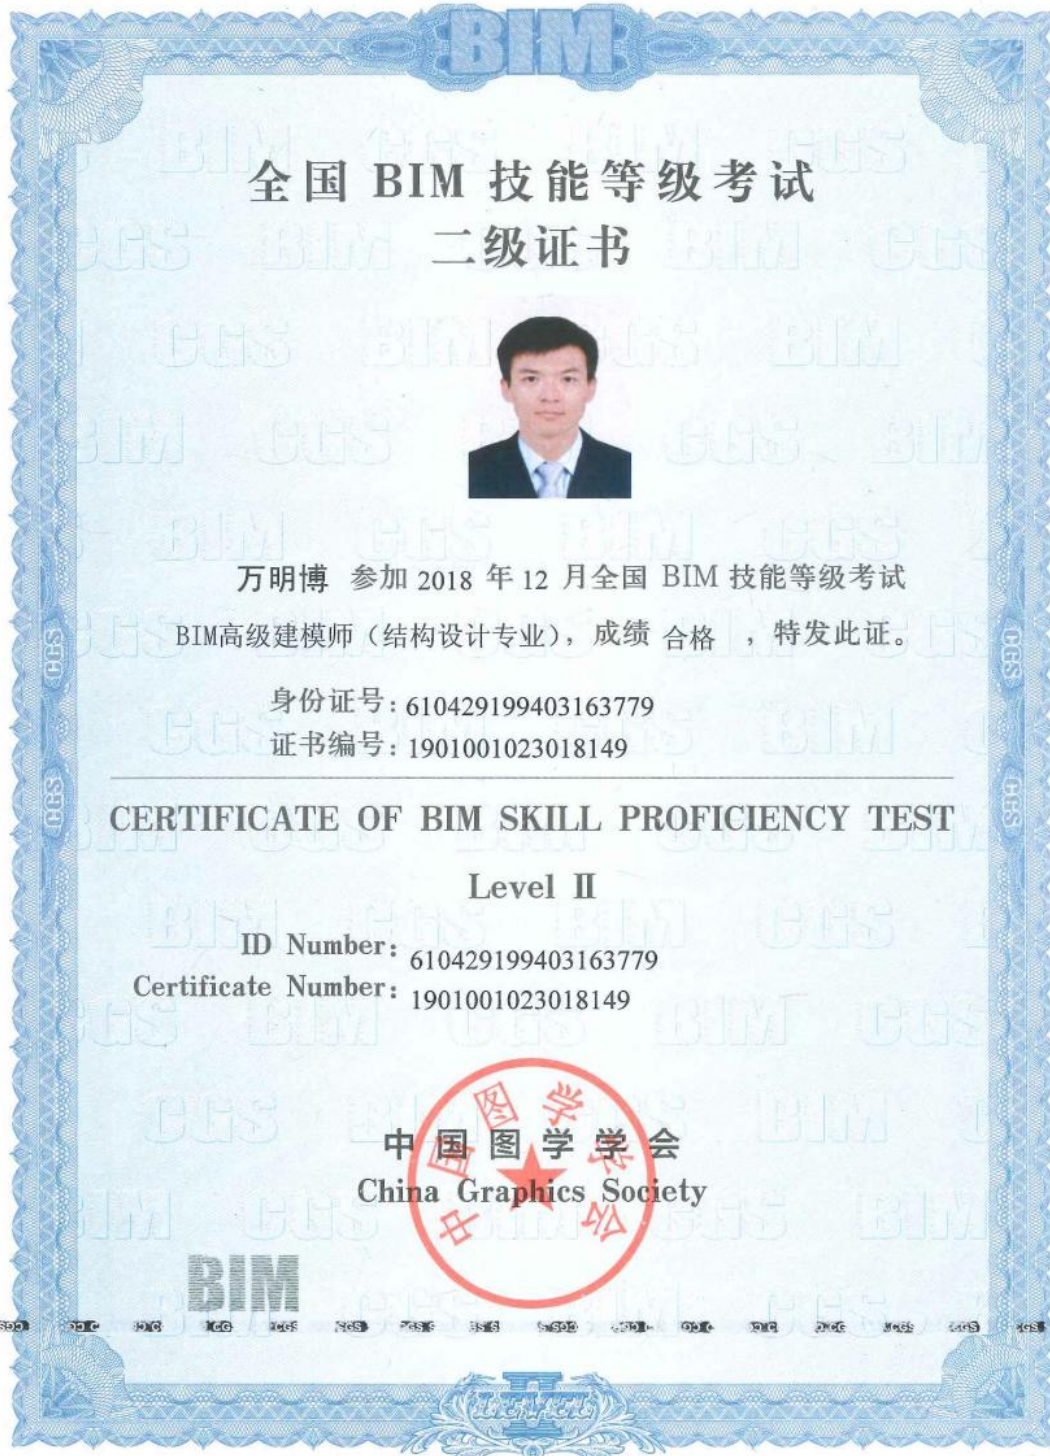 BIM
全国 BIM 技能等级考试
二级证书
万明博 参加 2018 年 12 月全国 BIM 技能等级考试
BIM高级建模师（结构设计专业），成绩 合格 ，特发此证。
身份证号：610429199403163779
证书编号：1901001023018149
CERTIFICATE OF BIM SKILL PROFICIENCY TEST
Level Ⅱ
ID Number: 610429199403163779
Certificate Number: 1901001023018149
中国图学学会
中国图学学会
China Graphics Society
BIM
Ⅱ
LEVEL